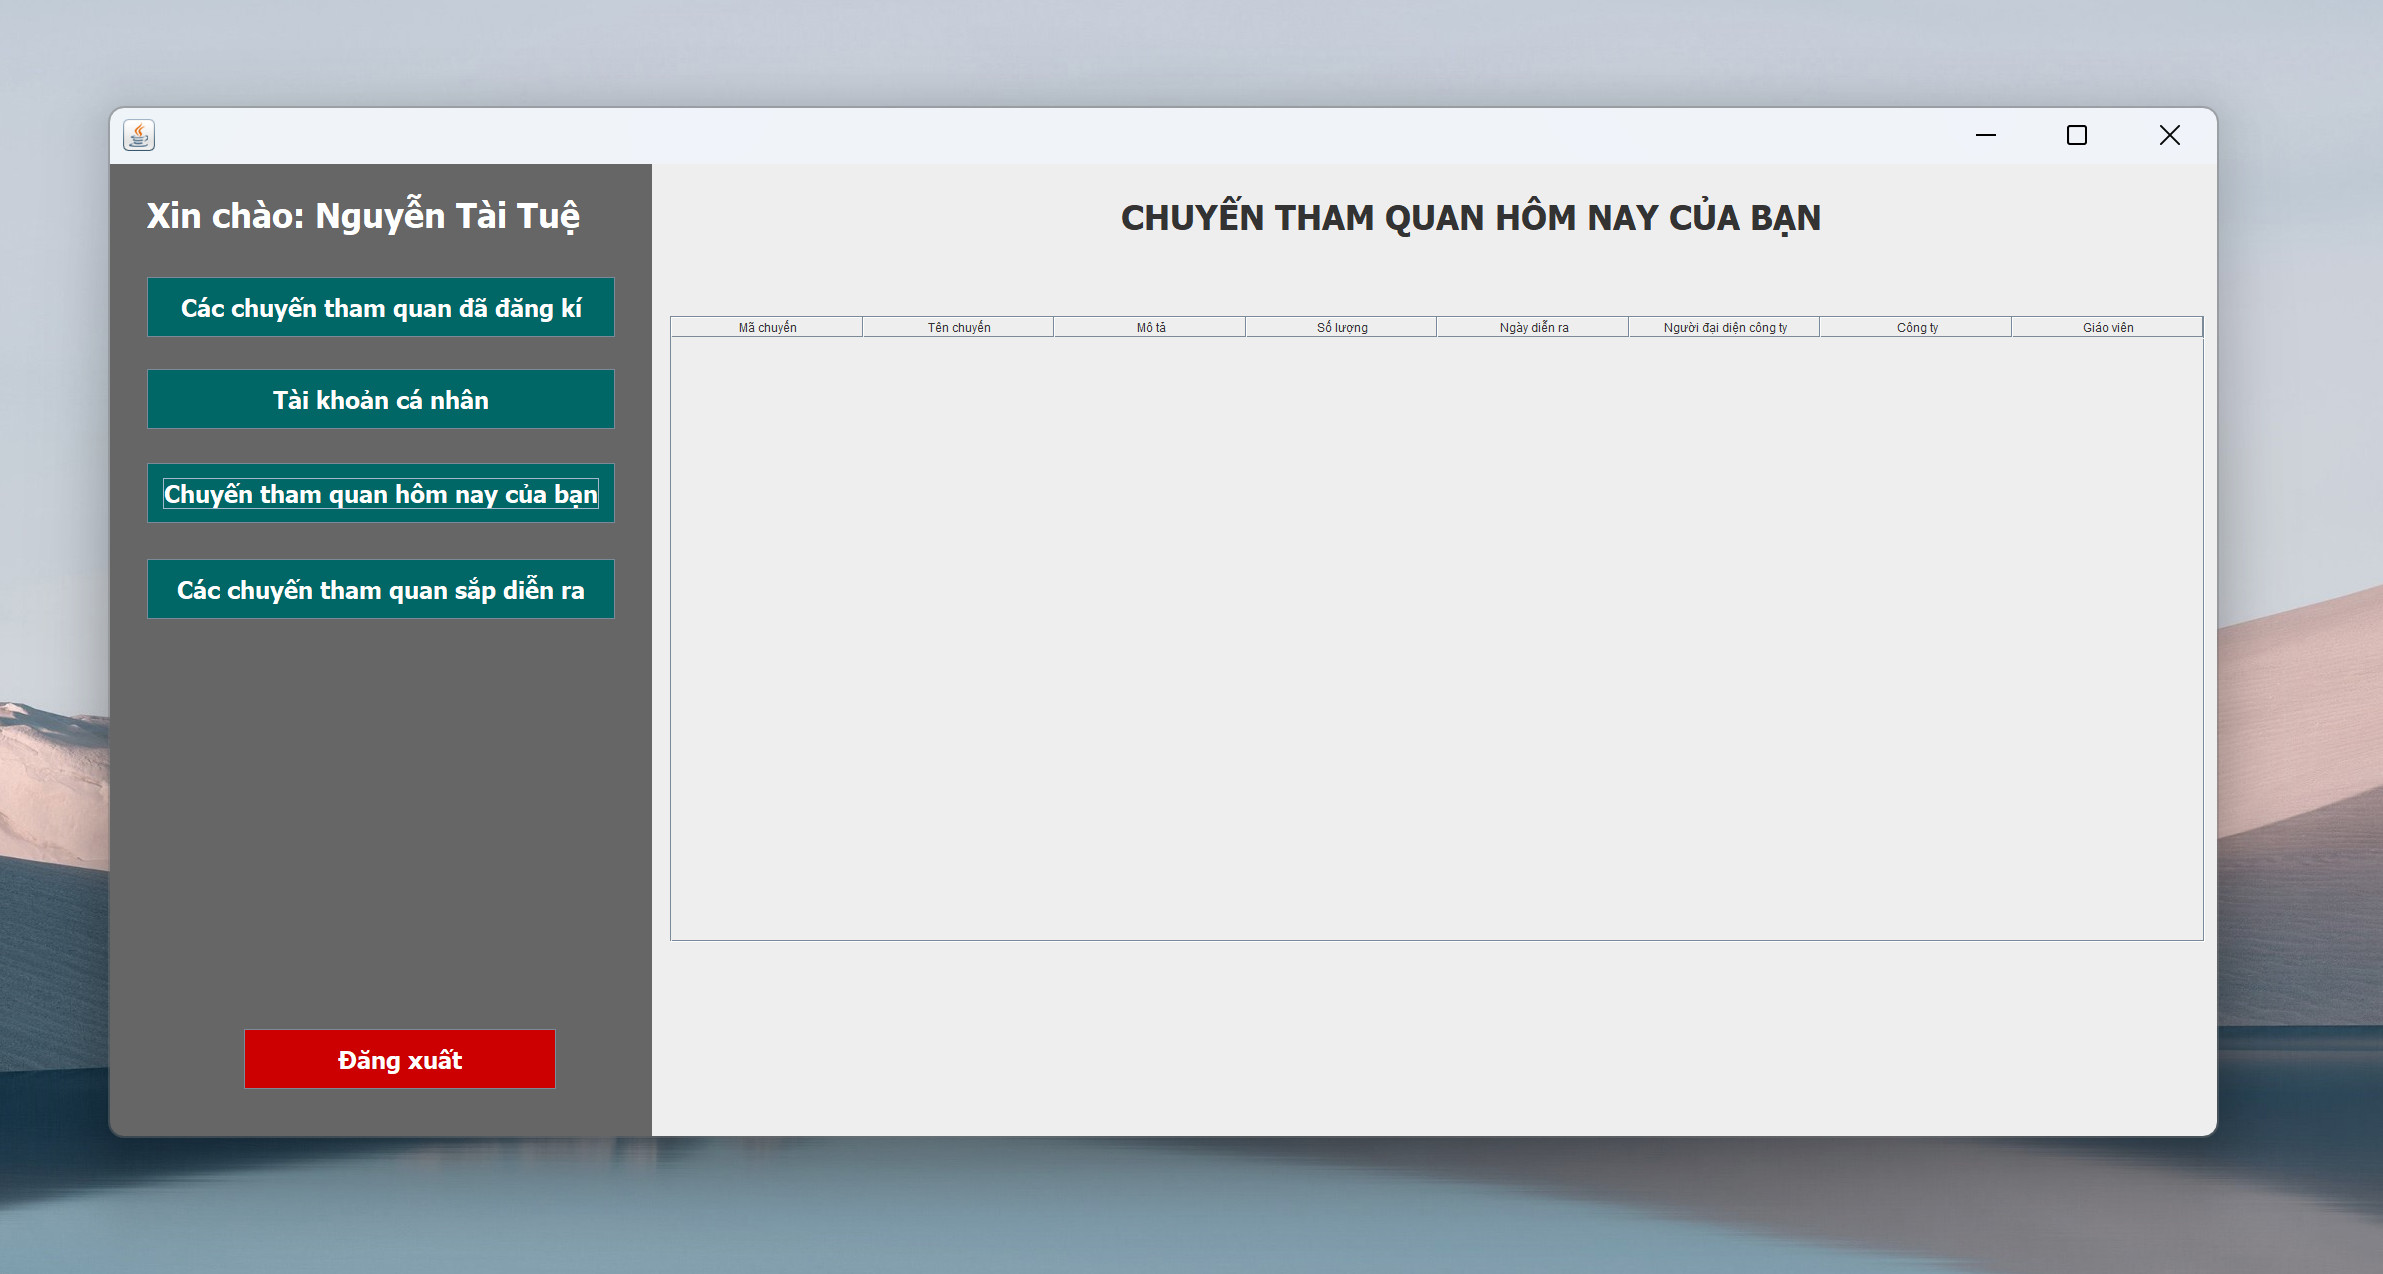 Xin chào: Nguyễn Tài Tuệ
Các chuyến tham quan đã đăng kí
Tài khoản cá nhân
Chuyến tham quan hôm nay của bạn
Các chuyến tham quan sắp diễn ra
Đăng xuất
CHUYẾN THAM QUAN HÔM NAY CỦA BẠN
Mã chuyến Tên chuyến Mô tả Số lượng Ngày diễn ra Người đại diện công ty Công ty Giáo viên